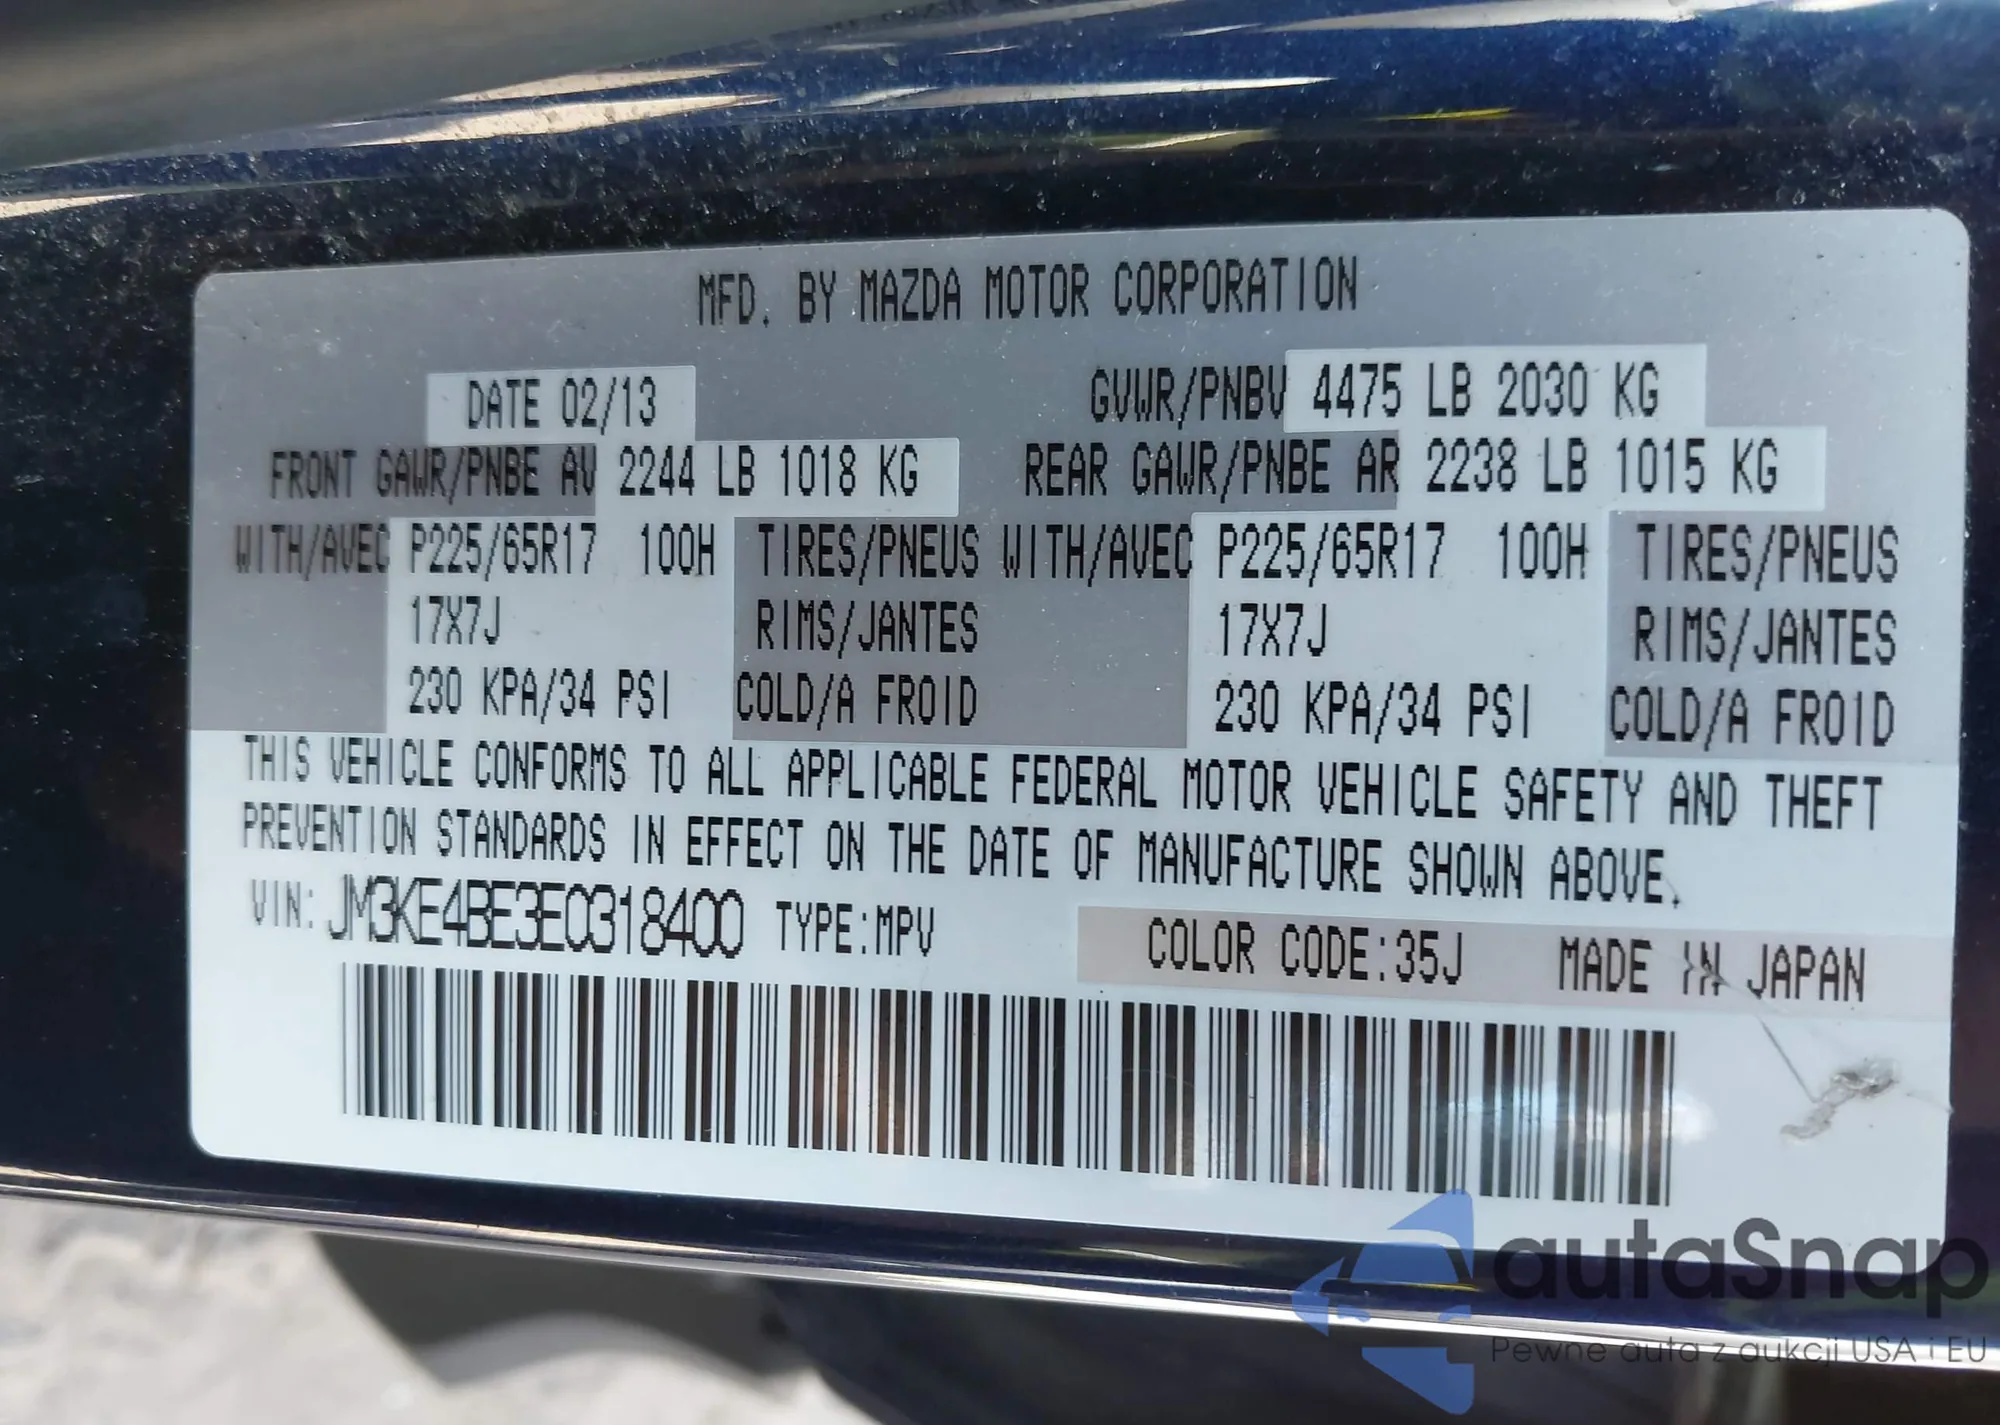 MFD. BY MAZDA MOTOR CORPORATION
DATE 02/13 GVWR/PNBV 4475 LB 2030 KG
FRONT GAWR/PNBE AV 2244 LB 1018 KG REAR GAWR/PNBE AR 2238 LB 1015 KG
WITH/AVEC P225/65R17 100H TIRES/PNEUS WITH/AVEC P225/65R17 100H TIRES/PNEUS
17X7J RIMS/JANTES 17X7J RIMS/JANTES
230 KPA/34 PSI COLD/A FROID 230 KPA/34 PSI COLD/A FROID
THIS VEHICLE CONFORMS TO ALL APPLICABLE FEDERAL MOTOR VEHICLE SAFETY AND THEFT
PREVENTION STANDARDS IN EFFECT ON THE DATE OF MANUFACTURE SHOWN ABOVE.
VIN: JM3KE4BE3E0318400 TYPE:MPV COLOR CODE:35J MADE IN JAPAN
autaSnap
Pewne auta z aukcji USA i EU